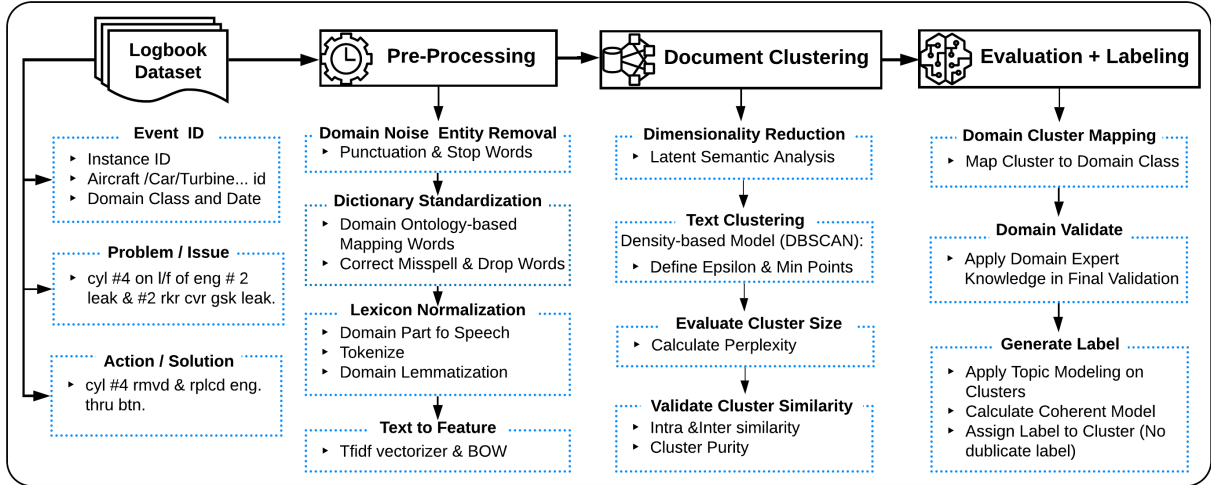 Logbook
Dataset
Event ID
‣ Instance ID
‣ Aircraft /Car/Turbine... id
‣ Domain Class and Date
Problem / Issue
‣ cyl #4 on l/f of eng # 2
leak & #2 rkr cvr gsk leak.
Action / Solution
‣ cyl #4 rmvd & rplcd eng.
thru btn.
Pre-Processing
Domain Noise Entity Removal
‣ Punctuation & Stop Words
Dictionary Standardization
‣ Domain Ontology-based
Mapping Words
‣ Correct Misspell & Drop Words
Lexicon Normalization
‣ Domain Part fo Speech
‣ Tokenize
‣ Domain Lemmatization
Text to Feature
‣ Tfidf vectorizer & BOW
Document Clustering
Dimensionality Reduction
‣ Latent Semantic Analysis
Text Clustering
Density-based Model (DBSCAN):
‣ Define Epsilon & Min Points
Evaluate Cluster Size
‣ Calculate Perplexity
Validate Cluster Similarity
‣ Intra &Inter similarity
‣ Cluster Purity
Evaluation + Labeling
Domain Cluster Mapping
‣ Map Cluster to Domain Class
Domain Validate
‣ Apply Domain Expert
Knowledge in Final Validation
Generate Label
‣ Apply Topic Modeling on
Clusters
‣ Calculate Coherent Model
‣ Assign Label to Cluster (No
dublicate label)